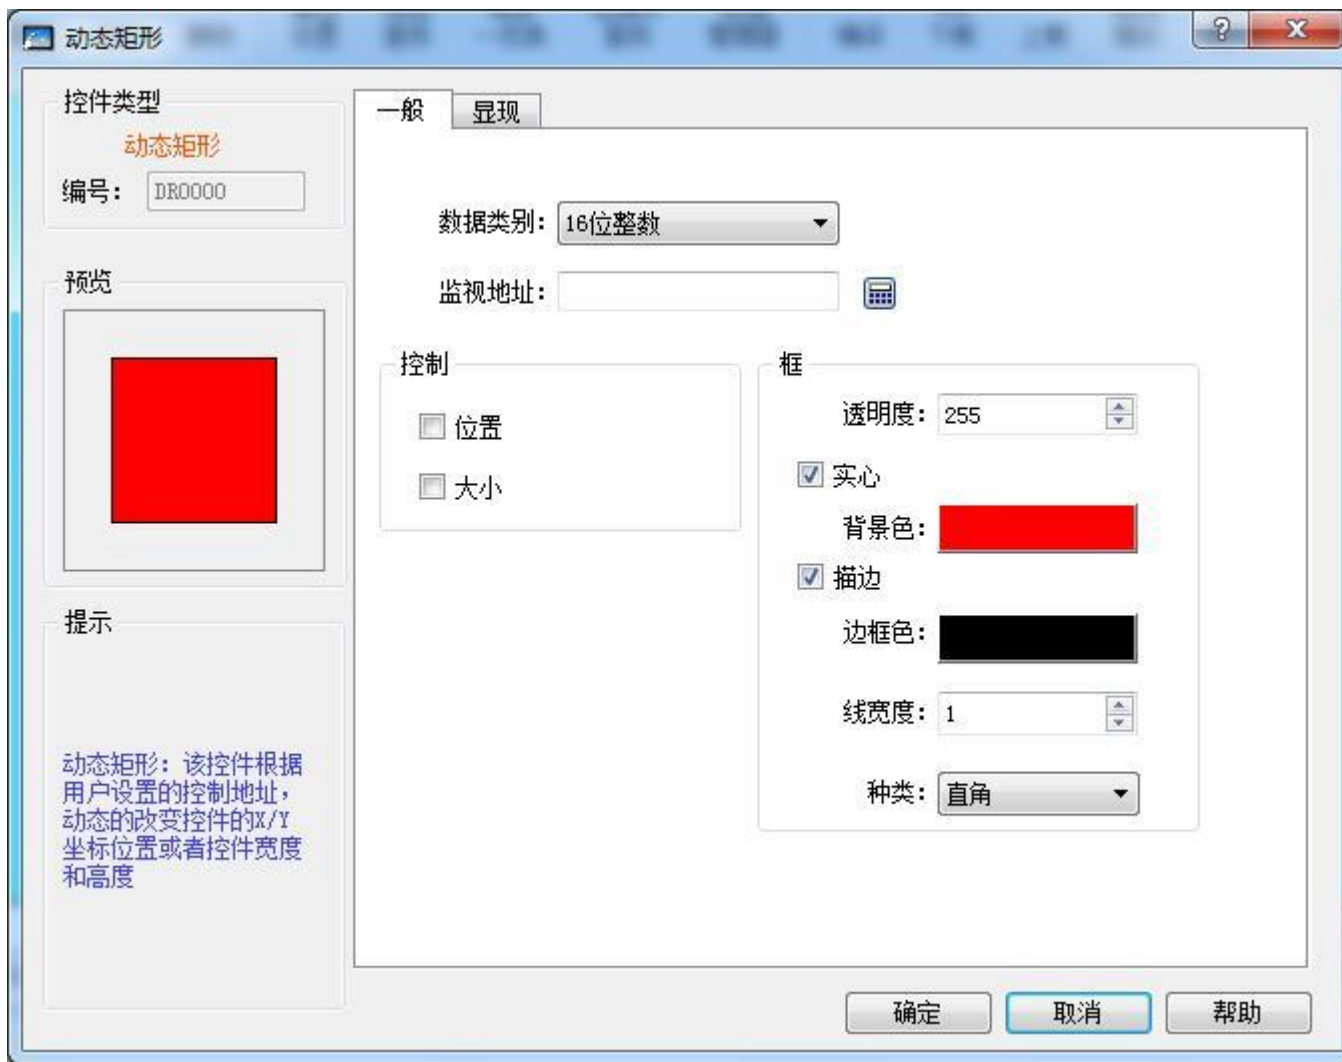 动态矩形
控件类型
动态矩形
编号： DR0000
预览
提示
动态矩形：该控件根据
用户设置的控制地址，
动态的改变控件的X/Y
坐标位置或者控件宽度
和高度
一般 显现
数据类别： 16位整数
监视地址：
控制
位置
大小
框
透明度： 255
实心
背景色：
描边
边框色：
线宽度： 1
种类： 直角
确定 取消 帮助